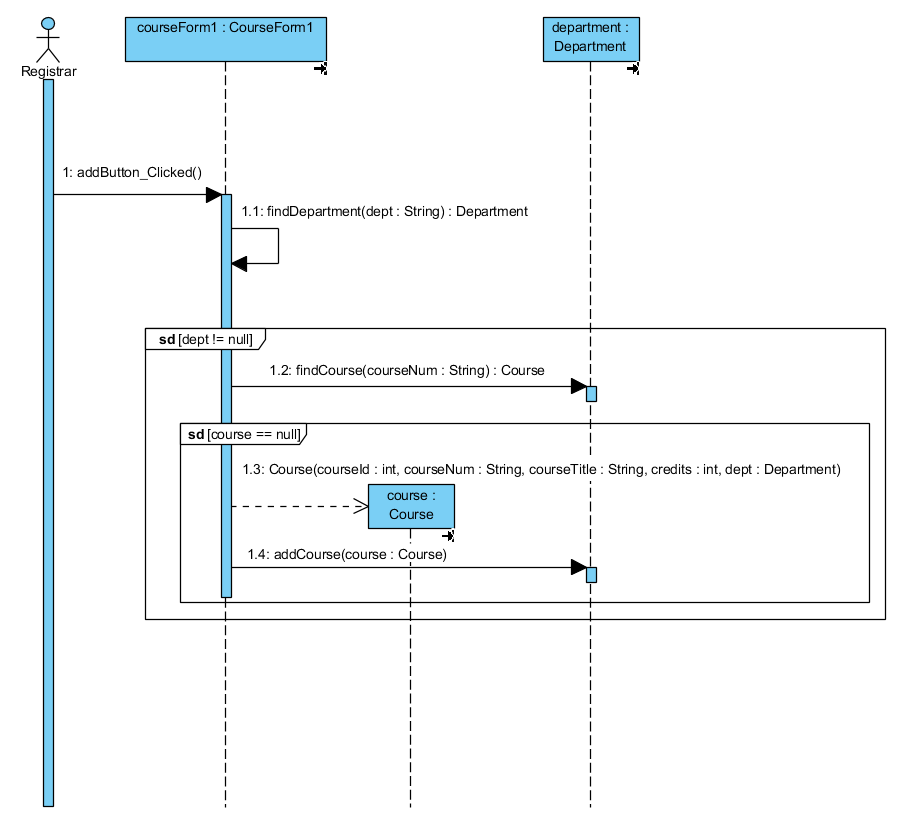 courseForm1 : CourseForm1
department :
Department
Registrar
1: addButton_Clicked()
1.1: findDepartment(dept : String) : Department
sd [dept != null]
1.2: findCourse(courseNum : String) : Course
sd [course == null]
1.3: Course(courseId : int, courseNum : String, courseTitle : String, credits : int, dept : Department)
course :
Course
1.4: addCourse(course : Course)